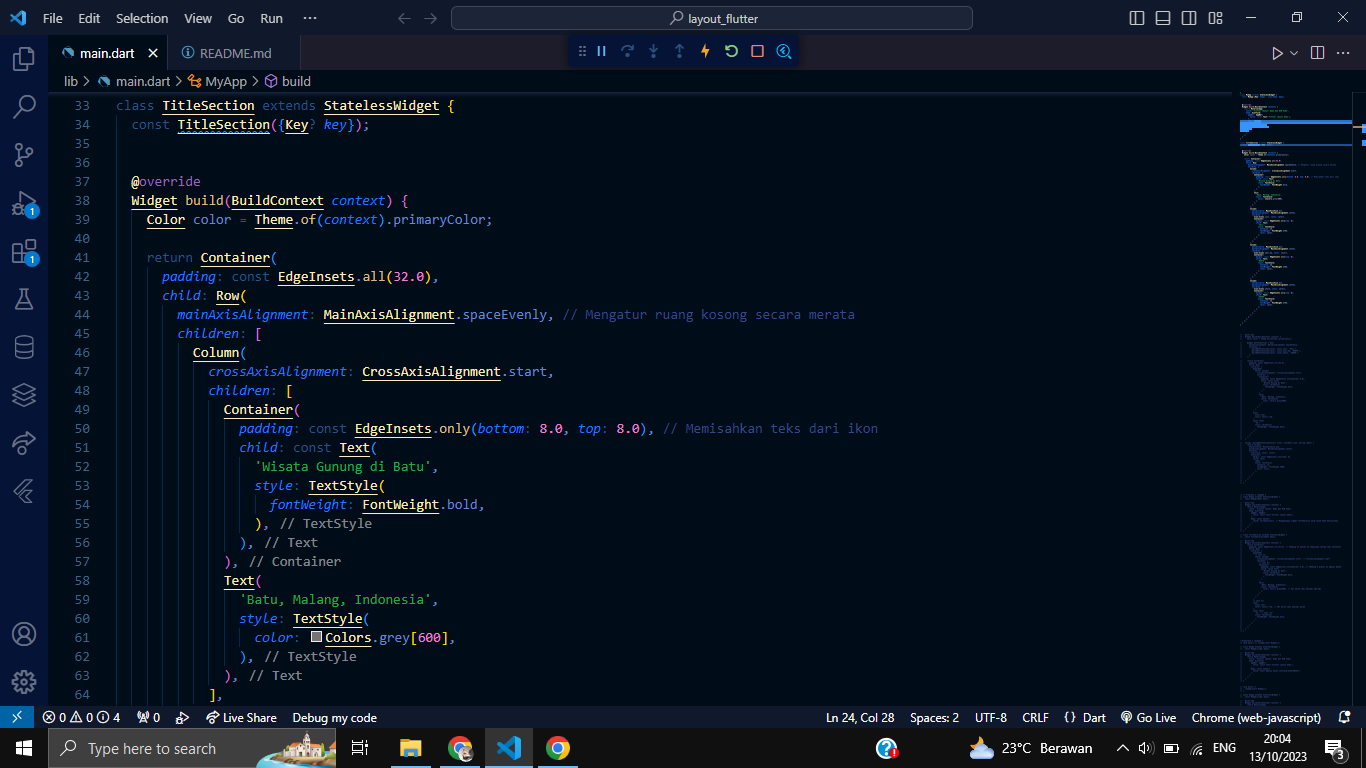 File Edit Selection View Go Run ··· layout_flutter
main.dart README.md
lib > main.dart > MyApp > build
33 class TitleSection extends StatelessWidget {
34 const TitleSection({Key? key});
35
36
37 @override
38 Widget build(BuildContext context) {
39 Color color = Theme.of(context).primaryColor;
40
41 return Container(
42 padding: const EdgeInsets.all(32.0),
43 child: Row(
44 mainAxisAlignment: MainAxisAlignment.spaceEvenly, // Mengatur ruang kosong secara merata
45 children: [
46 Column(
47 crossAxisAlignment: CrossAxisAlignment.start,
48 children: [
49 Container(
50 padding: const EdgeInsets.only(bottom: 8.0, top: 8.0), // Memisahkan teks dari ikon
51 child: const Text(
52 'Wisata Gunung di Batu',
53 style: TextStyle(
54 fontWeight: FontWeight.bold,
55 ), // TextStyle
56 ), // Text
57 ), // Container
58 Text(
59 'Batu, Malang, Indonesia',
60 style: TextStyle(
61 color: Colors.grey[600],
62 ), // TextStyle
63 ), // Text
64 ],
1
1
0 0 4 0 Live Share Debug my code Ln 24, Col 28 Spaces: 2 UTF-8 CRLF {} Dart Go Live Chrome (web-javascript)
Type here to search 23°C Berawan ENG 20:04
13/10/2023 3